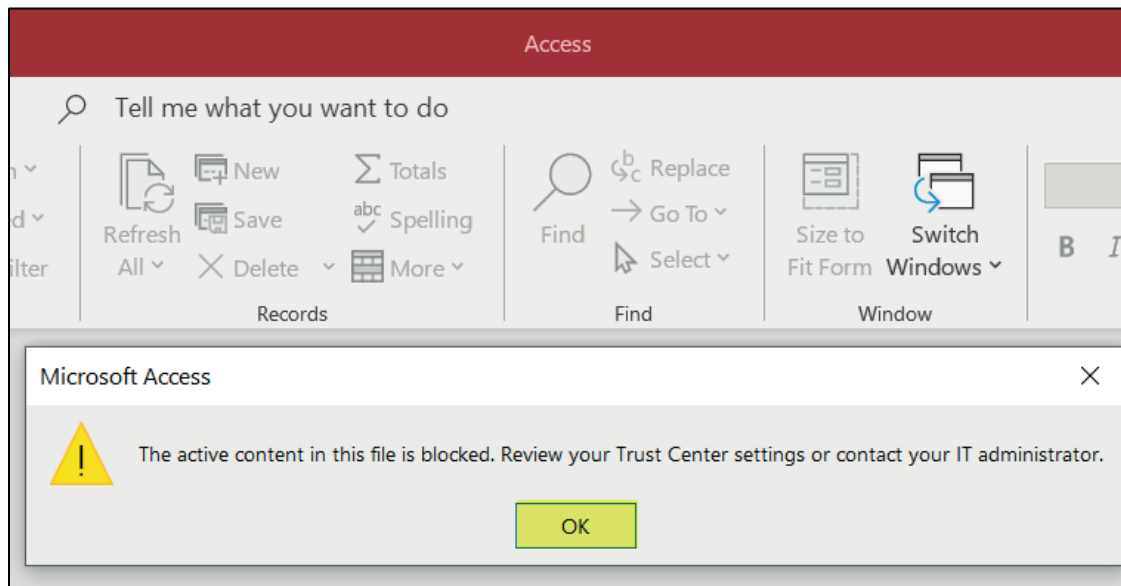 Access
Tell me what you want to do
New
Totals
Replace
Save
abc
Spelling
Go To
Refresh
All
Delete
More
Find
Select
Size to
Fit Form
Switch
Windows
B
I
Records
Find
Window
Microsoft Access
The active content in this file is blocked. Review your Trust Center settings or contact your IT administrator.
OK